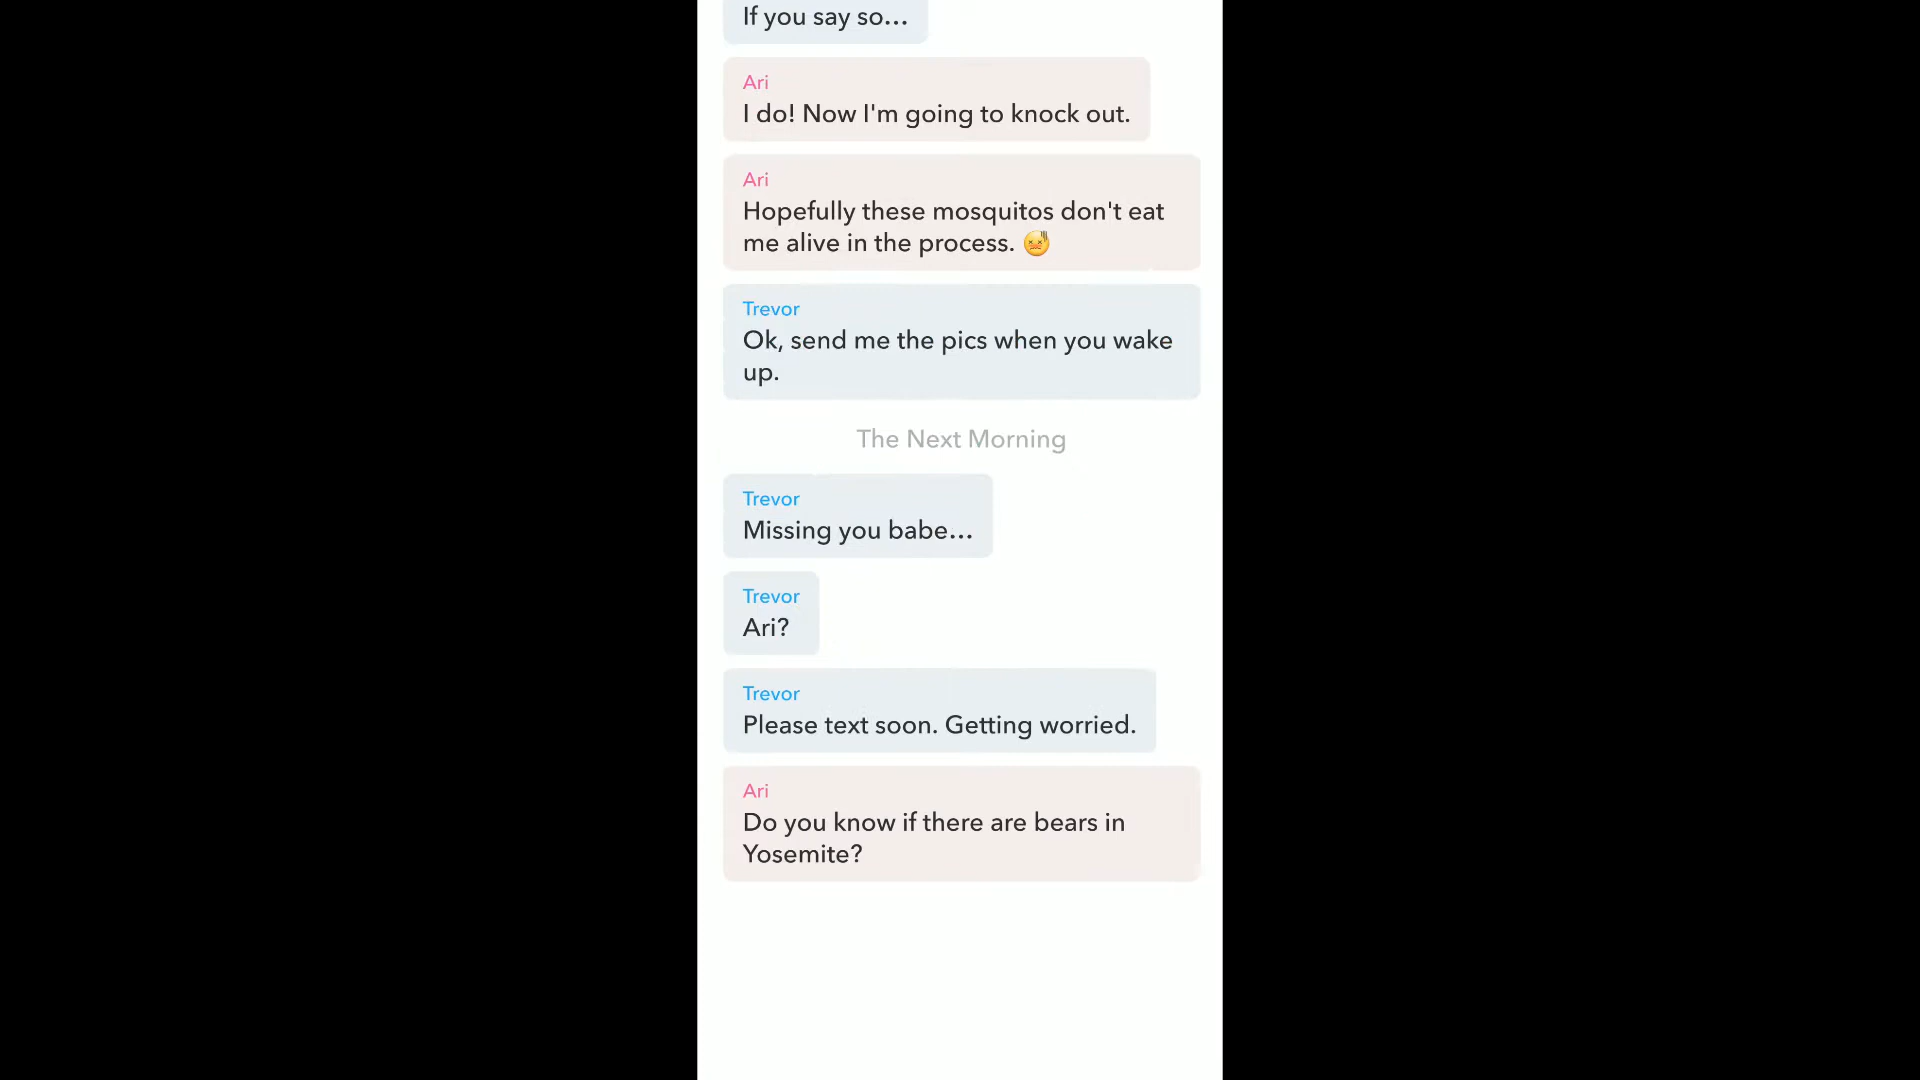 If you say so...
Ari
I do! Now I'm going to knock out.
Ari
Hopefully these mosquitos don't eat
me alive in the process. 😅
Trevor
Ok, send me the pics when you wake
up.
The Next Morning
Trevor
Missing you babe...
Trevor
Ari?
Trevor
Please text soon. Getting worried.
Ari
Do you know if there are bears in
Yosemite?